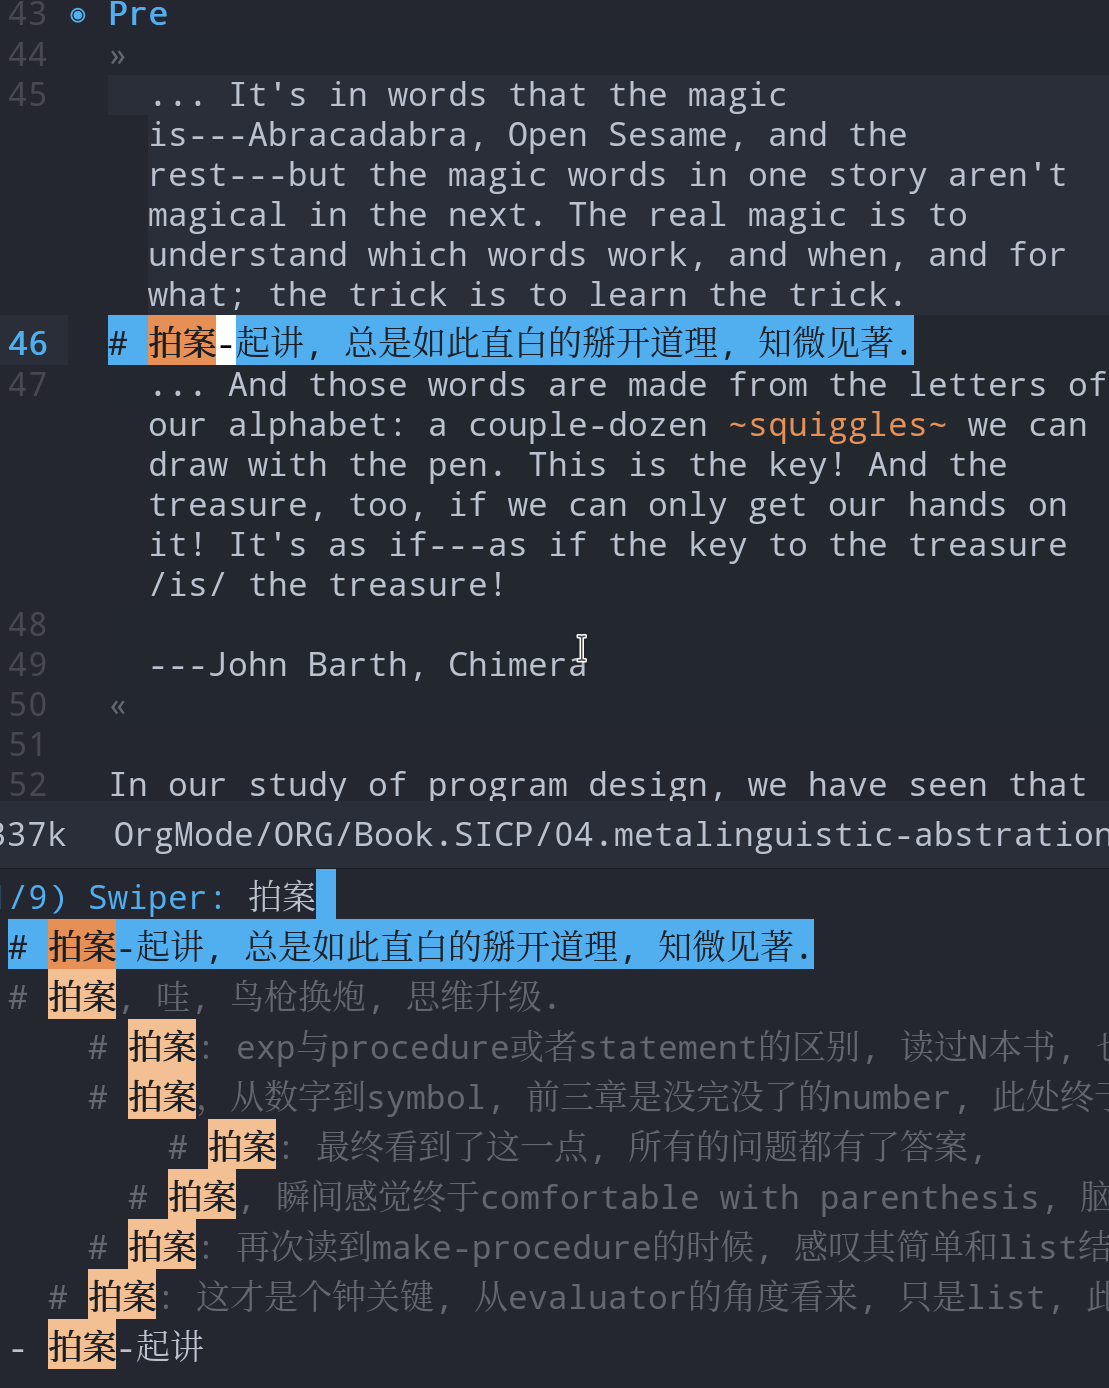 43 ◉ Pre
44 »
45 ... It's in words that the magic
is---Abracadabra, Open Sesame, and the
rest---but the magic words in one story aren't
magical in the next. The real magic is to
understand which words work, and when, and for
what; the trick is to learn the trick.
46 # 拍案-起讲, 总是如此直白的掰开道理, 知微见著.
47 ... And those words are made from the letters of
our alphabet: a couple-dozen ~squiggles~ we can
draw with the pen. This is the key! And the
treasure, too, if we can only get our hands on
it! It's as if---as if the key to the treasure
/is/ the treasure!
48
49 ---John Barth, Chimera
50 «
51
52 In our study of program design, we have seen that
337k OrgMode/ORG/Book.SICP/04.metalinguistic-abstration
/9) Swiper: 拍案
# 拍案-起讲, 总是如此直白的掰开道理, 知微见著.
# 拍案, 哇, 鸟枪换炮, 思维升级.
# 拍案: exp与procedure或者statement的区别, 读过N本书, 也
# 拍案，从数字到symbol, 前三章是没完没了的number, 此处终于
# 拍案: 最终看到了这一点, 所有的问题都有了答案,
# 拍案, 瞬间感觉终于comfortable with parenthesis, 脑
# 拍案: 再次读到make-procedure的时候, 感叹其简单和list结
# 拍案: 这才是个钟关键, 从evaluator的角度看来, 只是list, 此
- 拍案-起讲